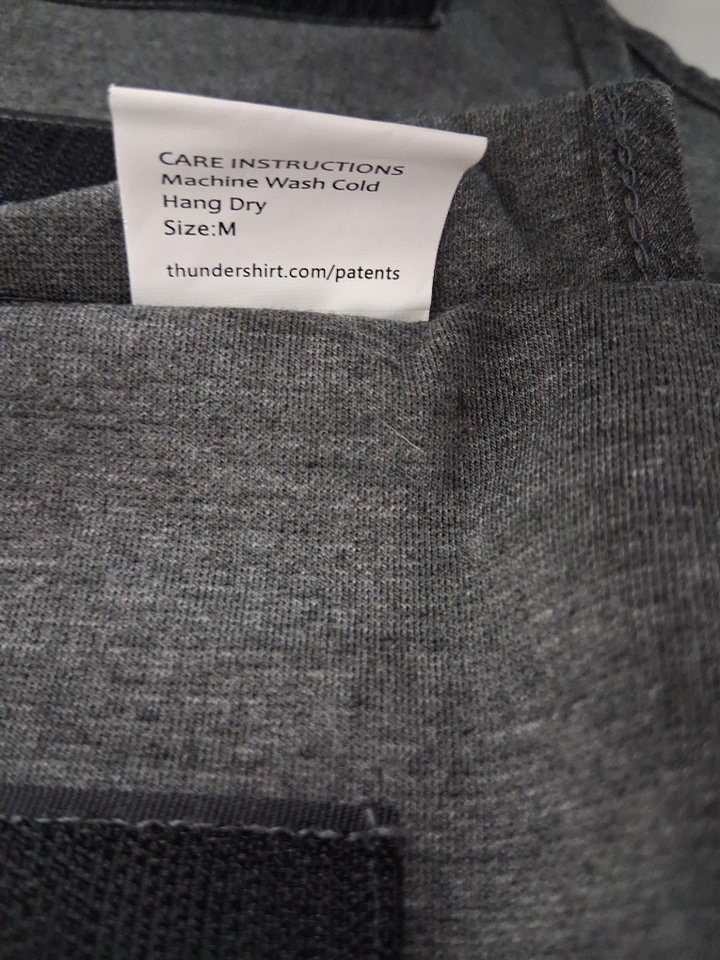 CARE INSTRUCTIONS
Machine Wash Cold
Hang Dry
Size:M
thundershirt.com/patents